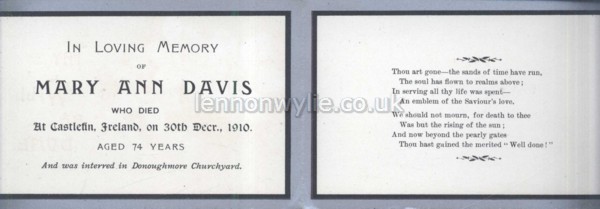 In Loving Memory
OF
MARY ANN DAVIS
WHO DIED
At Castlefin, Ireland, on 30th Decr., 1910.
AGED 74 YEARS
And was interred in Donoughmore Churchyard.
Thou art gone—the sands of time have run,
The soul has flown to realms above;
In serving all thy life was spent—
An emblem of the Saviour's love.
We should not mourn, for death to thee
Was but the rising of the sun;
And now beyond the pearly gates
Thou hast gained the merited "Well done!"
lennonwylie.co.uk